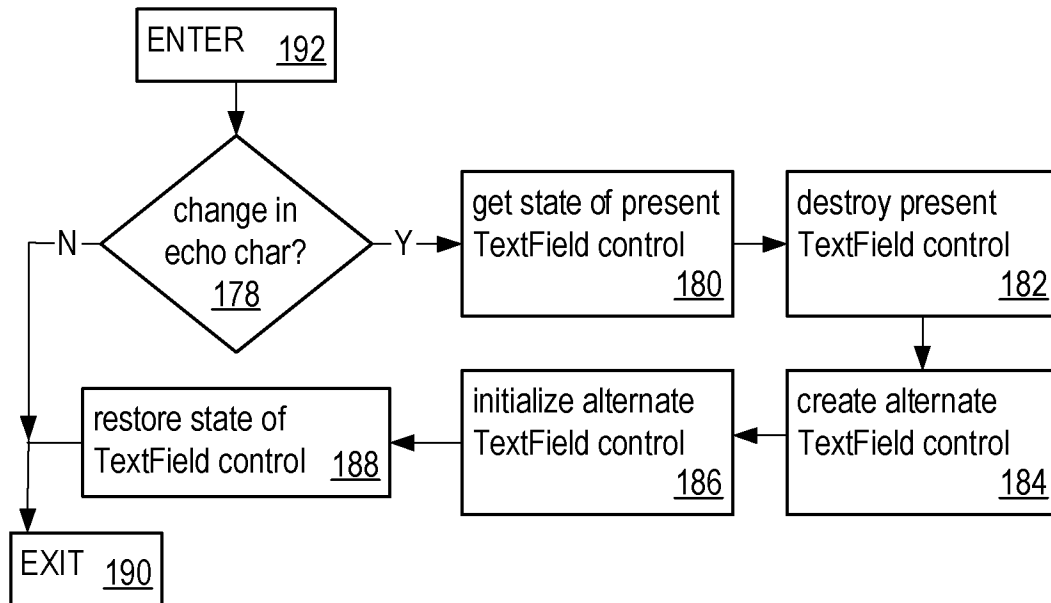 ENTER 192
change in
echo char?
178
N
Y
get state of present
TextField control
180
destroy present
TextField control
182
create alternate
TextField control
184
initialize alternate
TextField control
186
restore state of
TextField control 188
EXIT 190